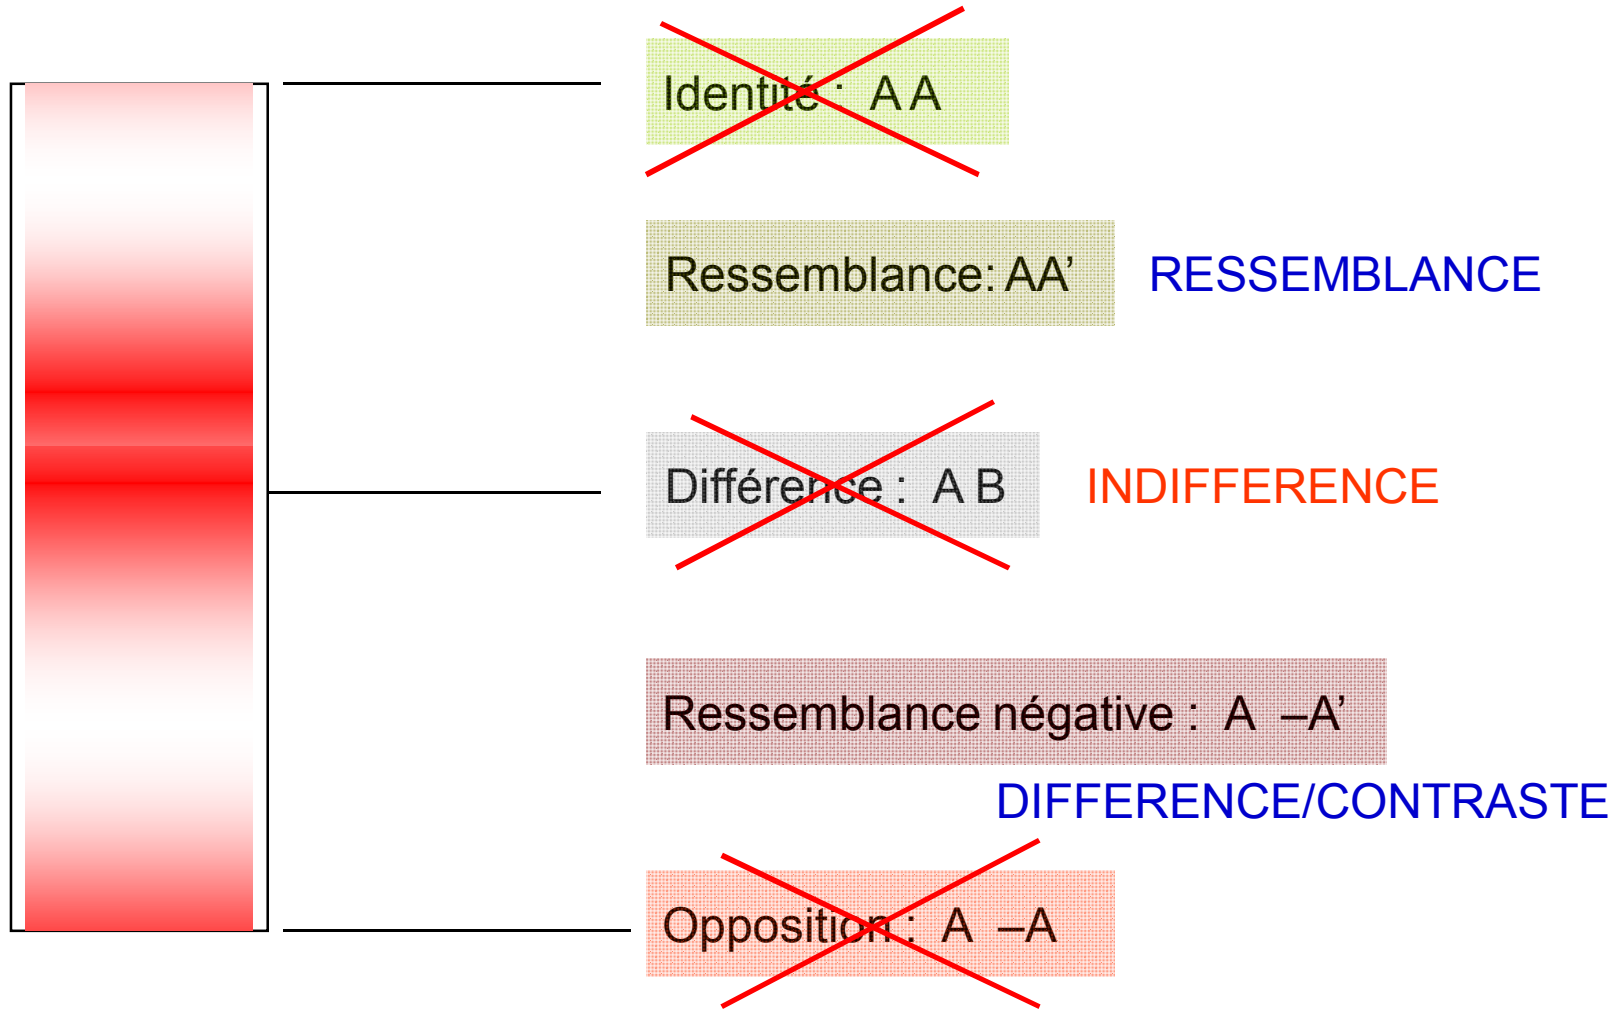 Identité : A A
Ressemblance: AA’ RESSEMBLANCE
Différence : A B INDIFFERENCE
Ressemblance négative : A –A’
DIFFERENCE/CONTRASTE
Opposition : A –A